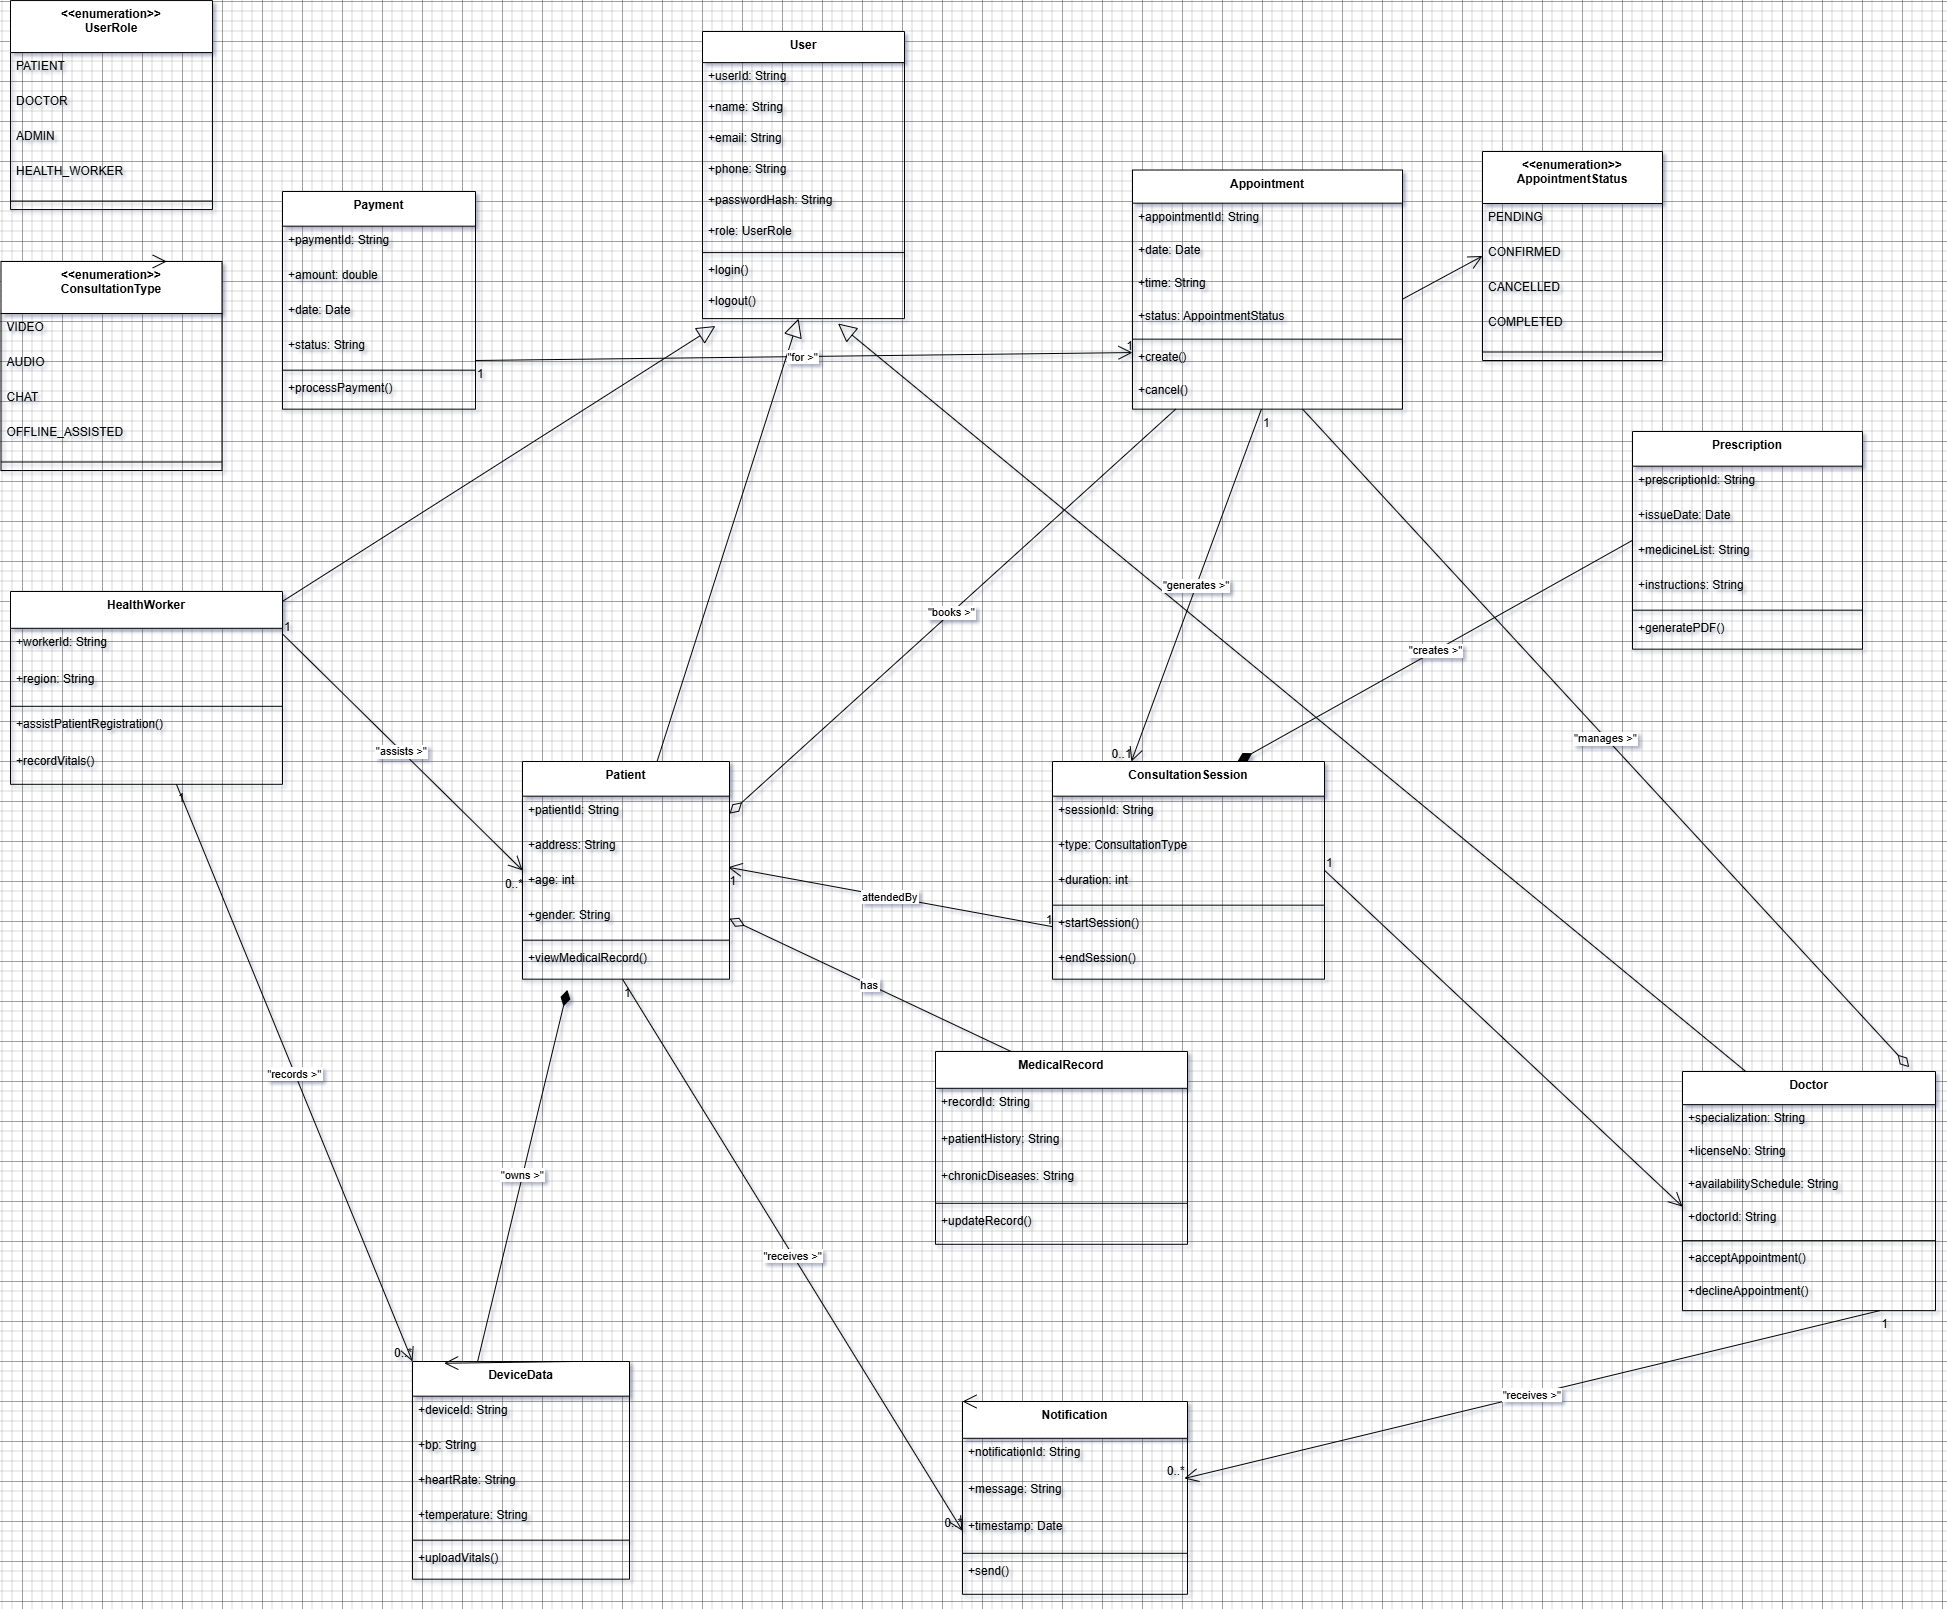 <<enumeration>>
UserRole
PATIENT
DOCTOR
ADMIN
HEALTH_WORKER
<<enumeration>>
ConsultationType
VIDEO
AUDIO
CHAT
OFFLINE_ASSISTED
Payment
+paymentId: String
+amount: double
+date: Date
+status: String
+processPayment()
1
"for >"
1
User
+userId: String
+name: String
+email: String
+phone: String
+passwordHash: String
+role: UserRole
+login()
+logout()
Appointment
+appointmentId: String
+date: Date
+time: String
+status: AppointmentStatus
+create()
+cancel()
1
<<enumeration>>
AppointmentStatus
PENDING
CONFIRMED
CANCELLED
COMPLETED
Prescription
+prescriptionId: String
+issueDate: Date
+medicineList: String
+instructions: String
+generatePDF()
"generates >"
"books >"
"creates >"
"manages >"
HealthWorker
+workerId: String
+region: String
+assistPatientRegistration()
+recordVitals()
1
"assists >"
0..*
1
Patient
+patientId: String
+address: String
+age: int
+gender: String
+viewMedicalRecord()
1
attendedBy
1
0..1
ConsultationSession
+sessionId: String
+type: ConsultationType
+duration: int
+startSession()
+endSession()
1
has
1
MedicalRecord
+recordId: String
+patientHistory: String
+chronicDiseases: String
+updateRecord()
Doctor
+specialization: String
+licenseNo: String
+availabilitySchedule: String
+doctorId: String
+acceptAppointment()
+declineAppointment()
1
"records >"
"owns >"
"receives >"
"receives >"
0..*
DeviceData
+deviceId: String
+bp: String
+heartRate: String
+temperature: String
+uploadVitals()
Notification
+notificationId: String
+message: String
+timestamp: Date
+send()
0..*
0..*